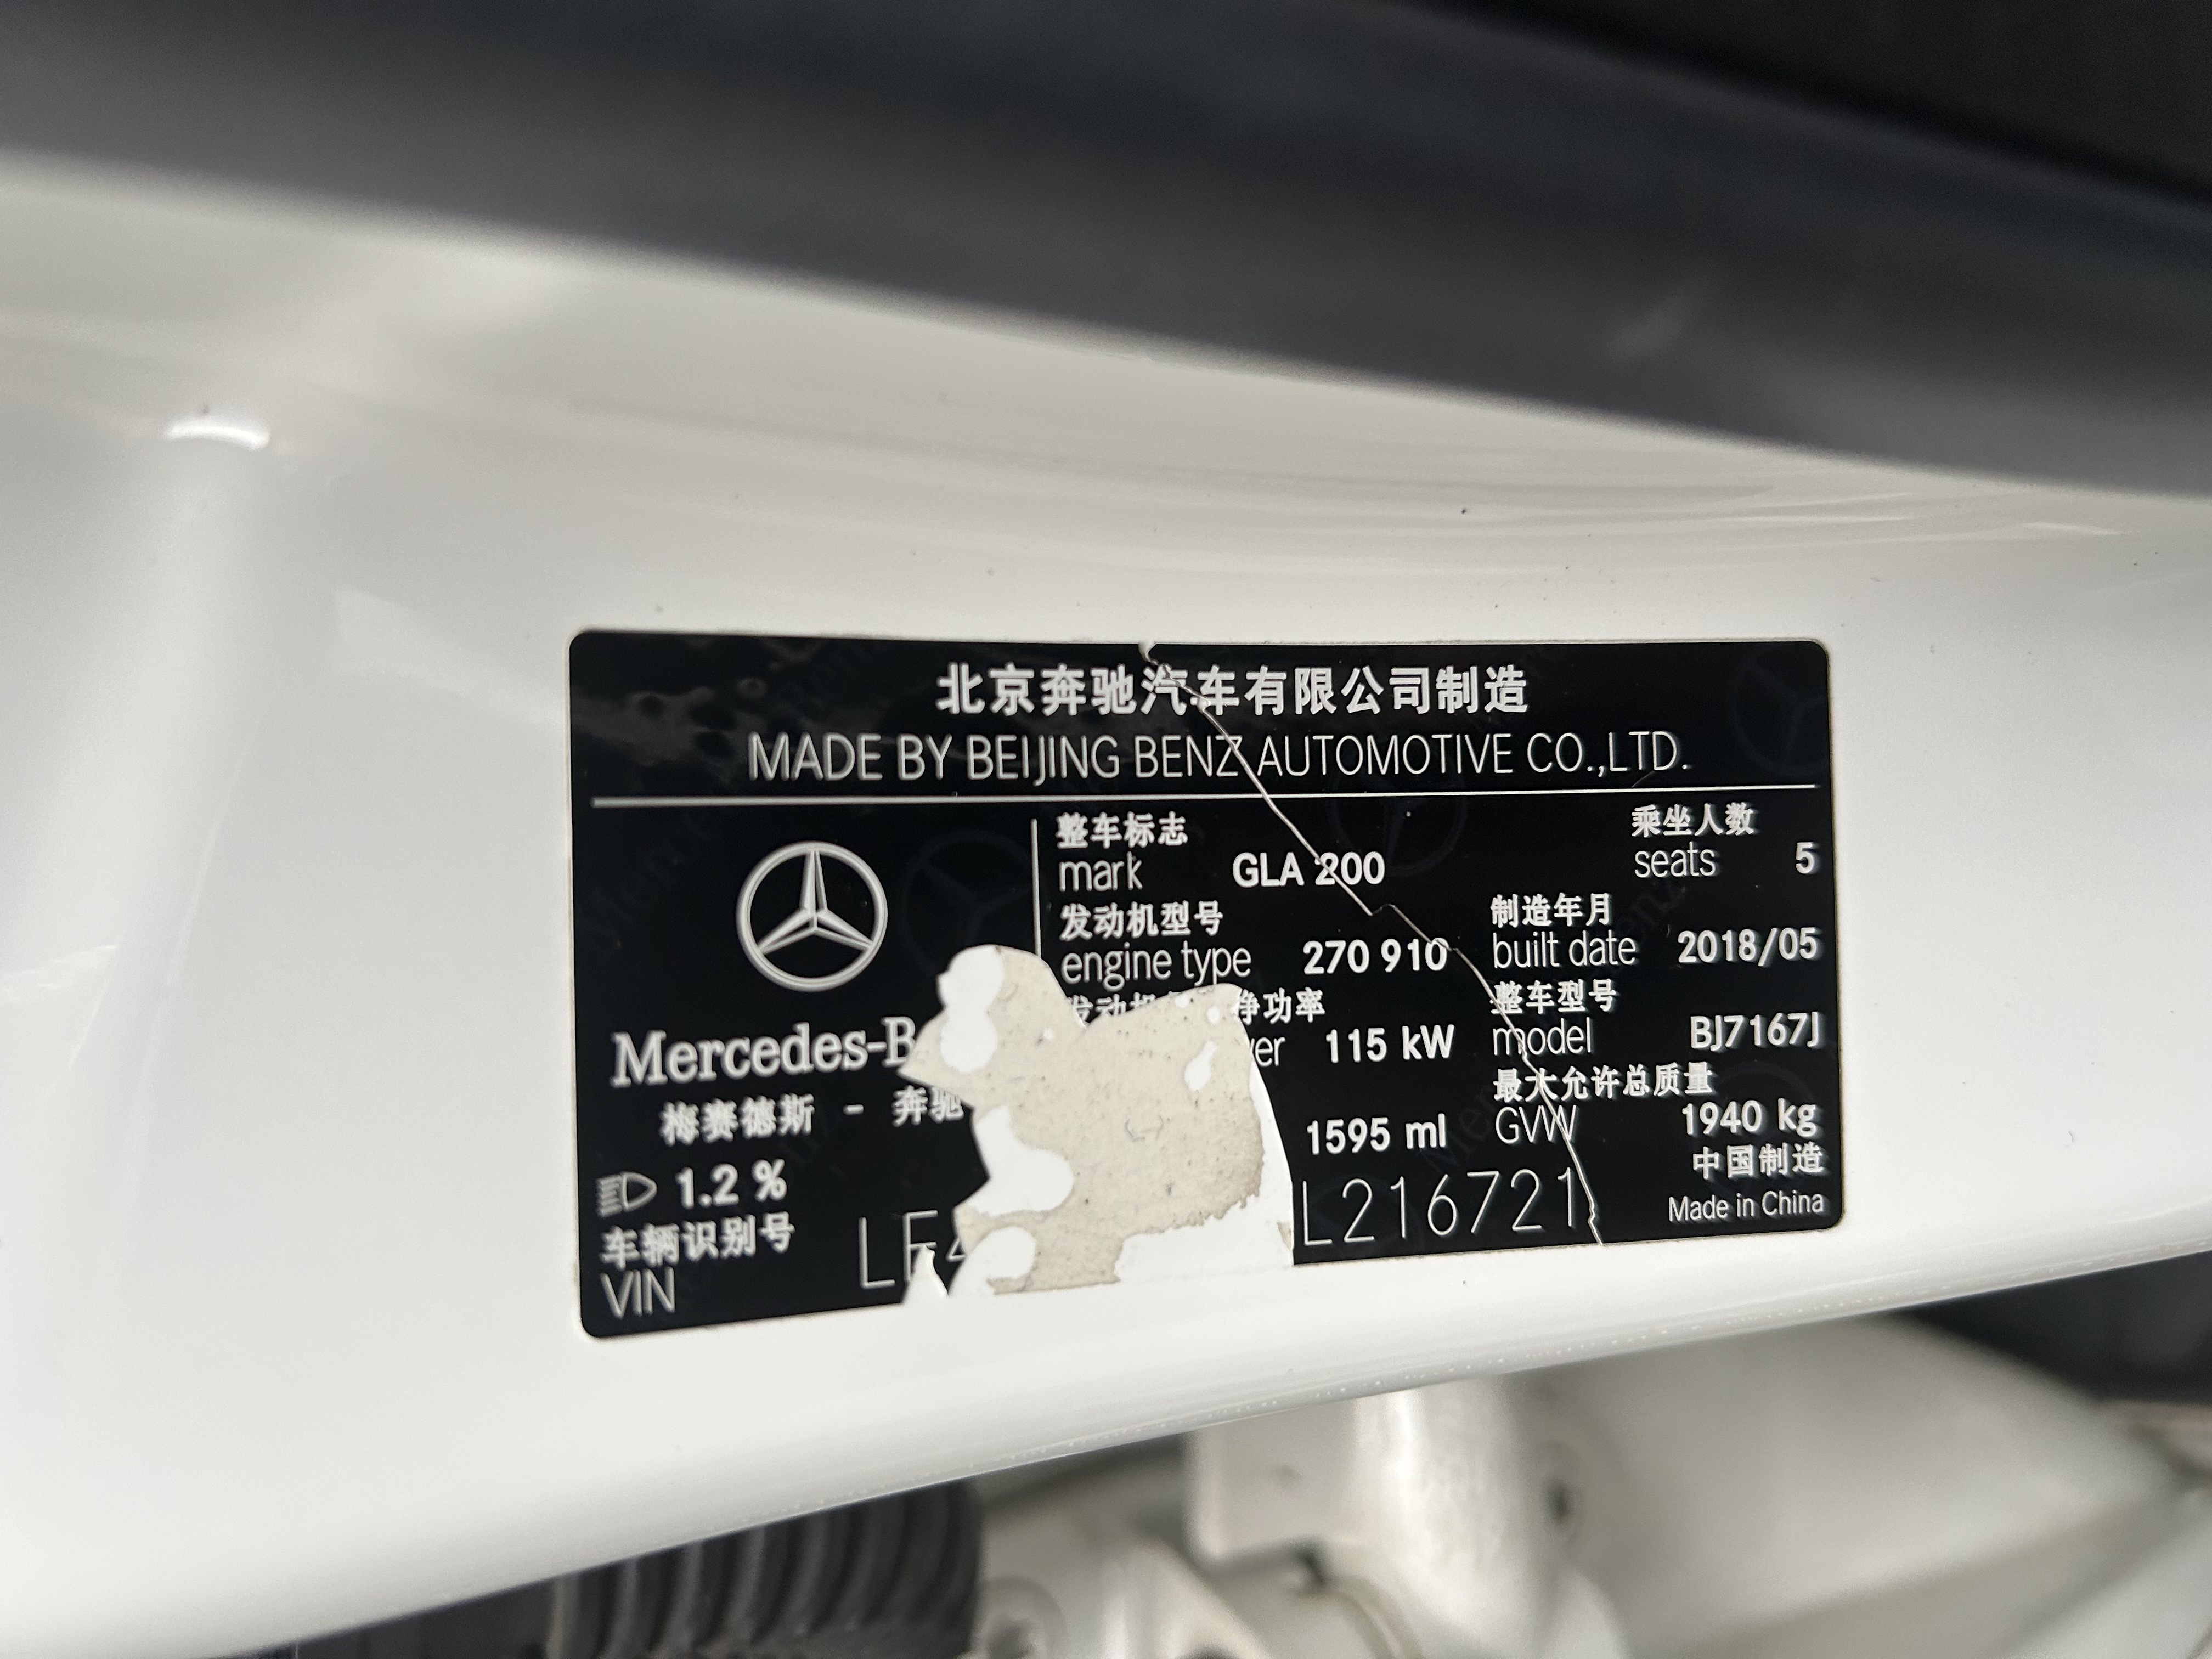 北京奔驰汽车有限公司制造
MADE BY BEIJING BENZ AUTOMOTIVE CO.,LTD.
整车标志
mark GLA 200
乘坐人数
seats 5
发动机型号
engine type 270 910
制造年月
built date 2018/05
净功率
115 kW
整车型号
model BJ7167J
1595 ml
最大允许总质量
GVW 1940 kg
中国制造
Made in China
Mercedes-B
梅赛德斯 - 奔驰
1.2 %
车辆识别号
VIN LE4 L216721